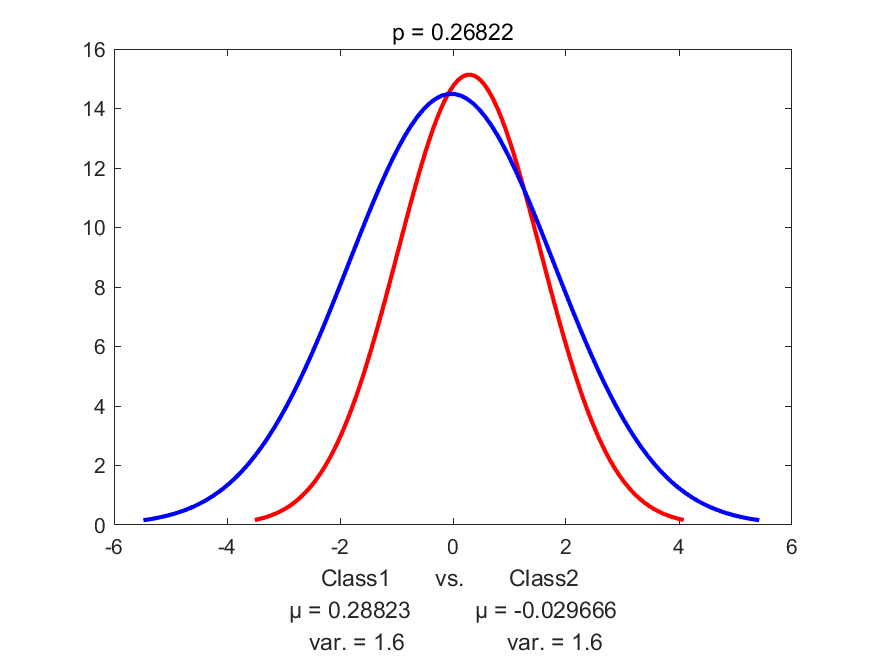 p = 0.26822
16
14
12
10
8
6
4
2
0
-6 -4 -2 0 2 4 6
Class1 vs. Class2
μ = 0.28823 μ = -0.029666
var. = 1.6 var. = 1.6